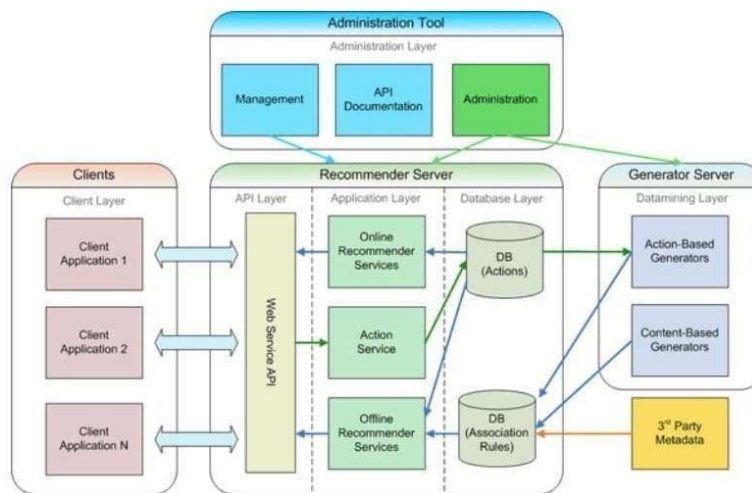 Administration Tool
Administration Layer
Management
API
Documentation
Administration
Clients
Client Layer
Client
Application 1
Client
Application 2
Client
Application N
Recommender Server
API Layer
Application Layer
Database Layer
Web Service API
Online
Recommender
Services
Action
Service
Offline
Recommender
Services
DB
(Actions)
DB
(Association
Rules)
Generator Server
Datamining Layer
Action-Based
Generators
Content-Based
Generators
3rd Party
Metadata